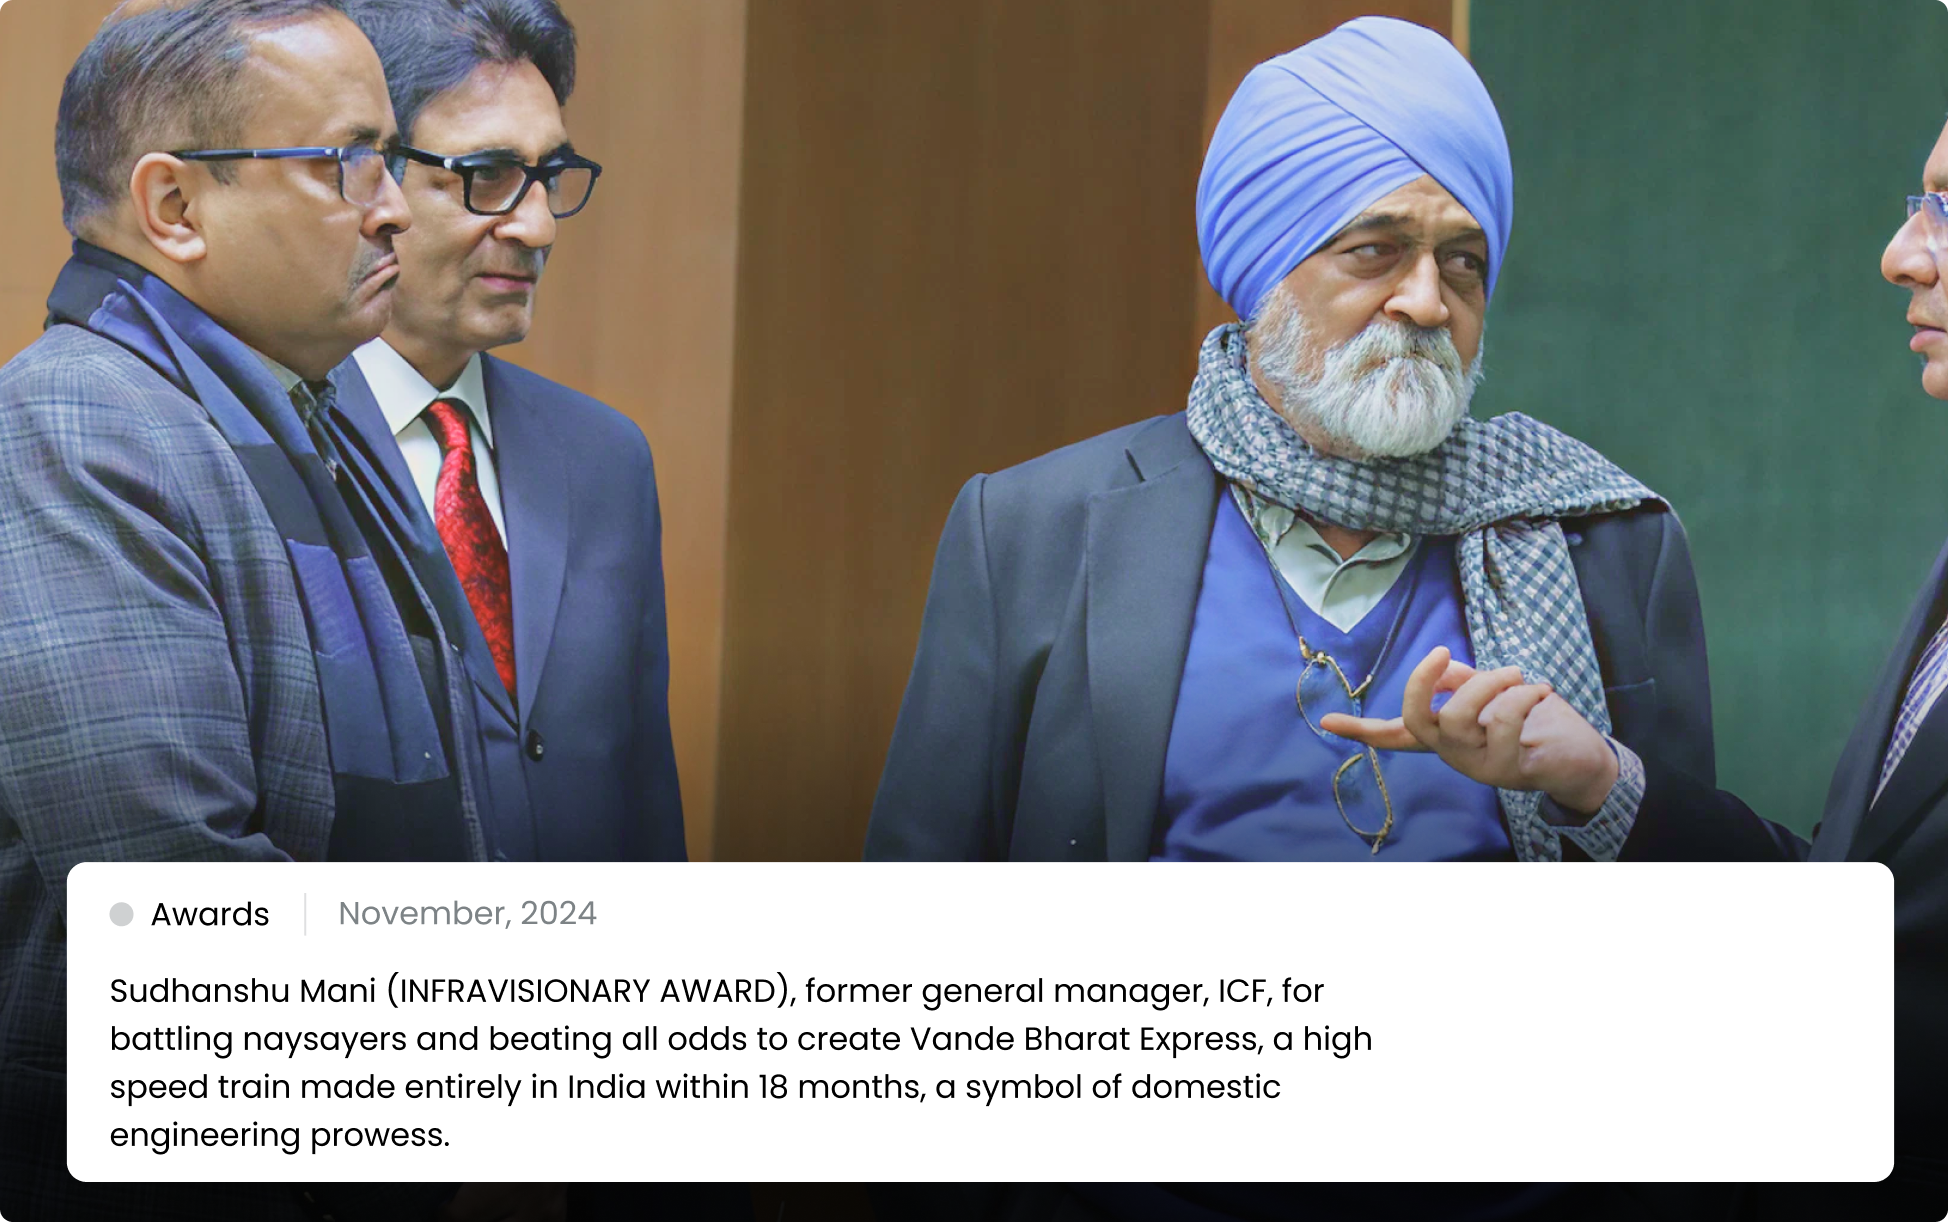 Awards
November, 2024
Sudhanshu Mani (INFRAVISIONARY AWARD), former general manager, ICF, for
battling naysayers and beating all odds to create Vande Bharat Express, a high
speed train made entirely in India within 18 months, a symbol of domestic
engineering prowess.